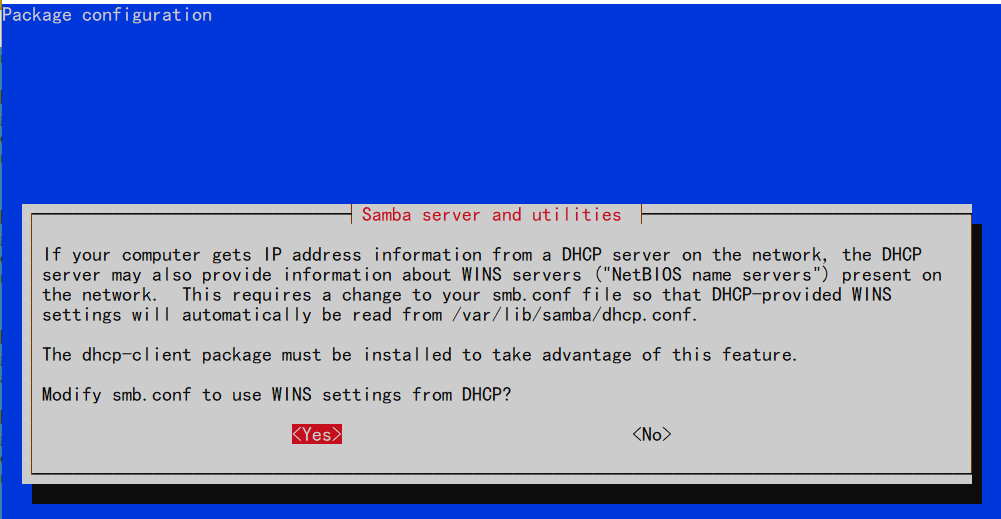 Package configuration
Samba server and utilities
If your computer gets IP address information from a DHCP server on the network, the DHCP
server may also provide information about WINS servers ("NetBIOS name servers") present on
the network.  This requires a change to your smb.conf file so that DHCP-provided WINS
settings will automatically be read from /var/lib/samba/dhcp.conf.
The dhcp-client package must be installed to take advantage of this feature.
Modify smb.conf to use WINS settings from DHCP?
<Yes> <No>